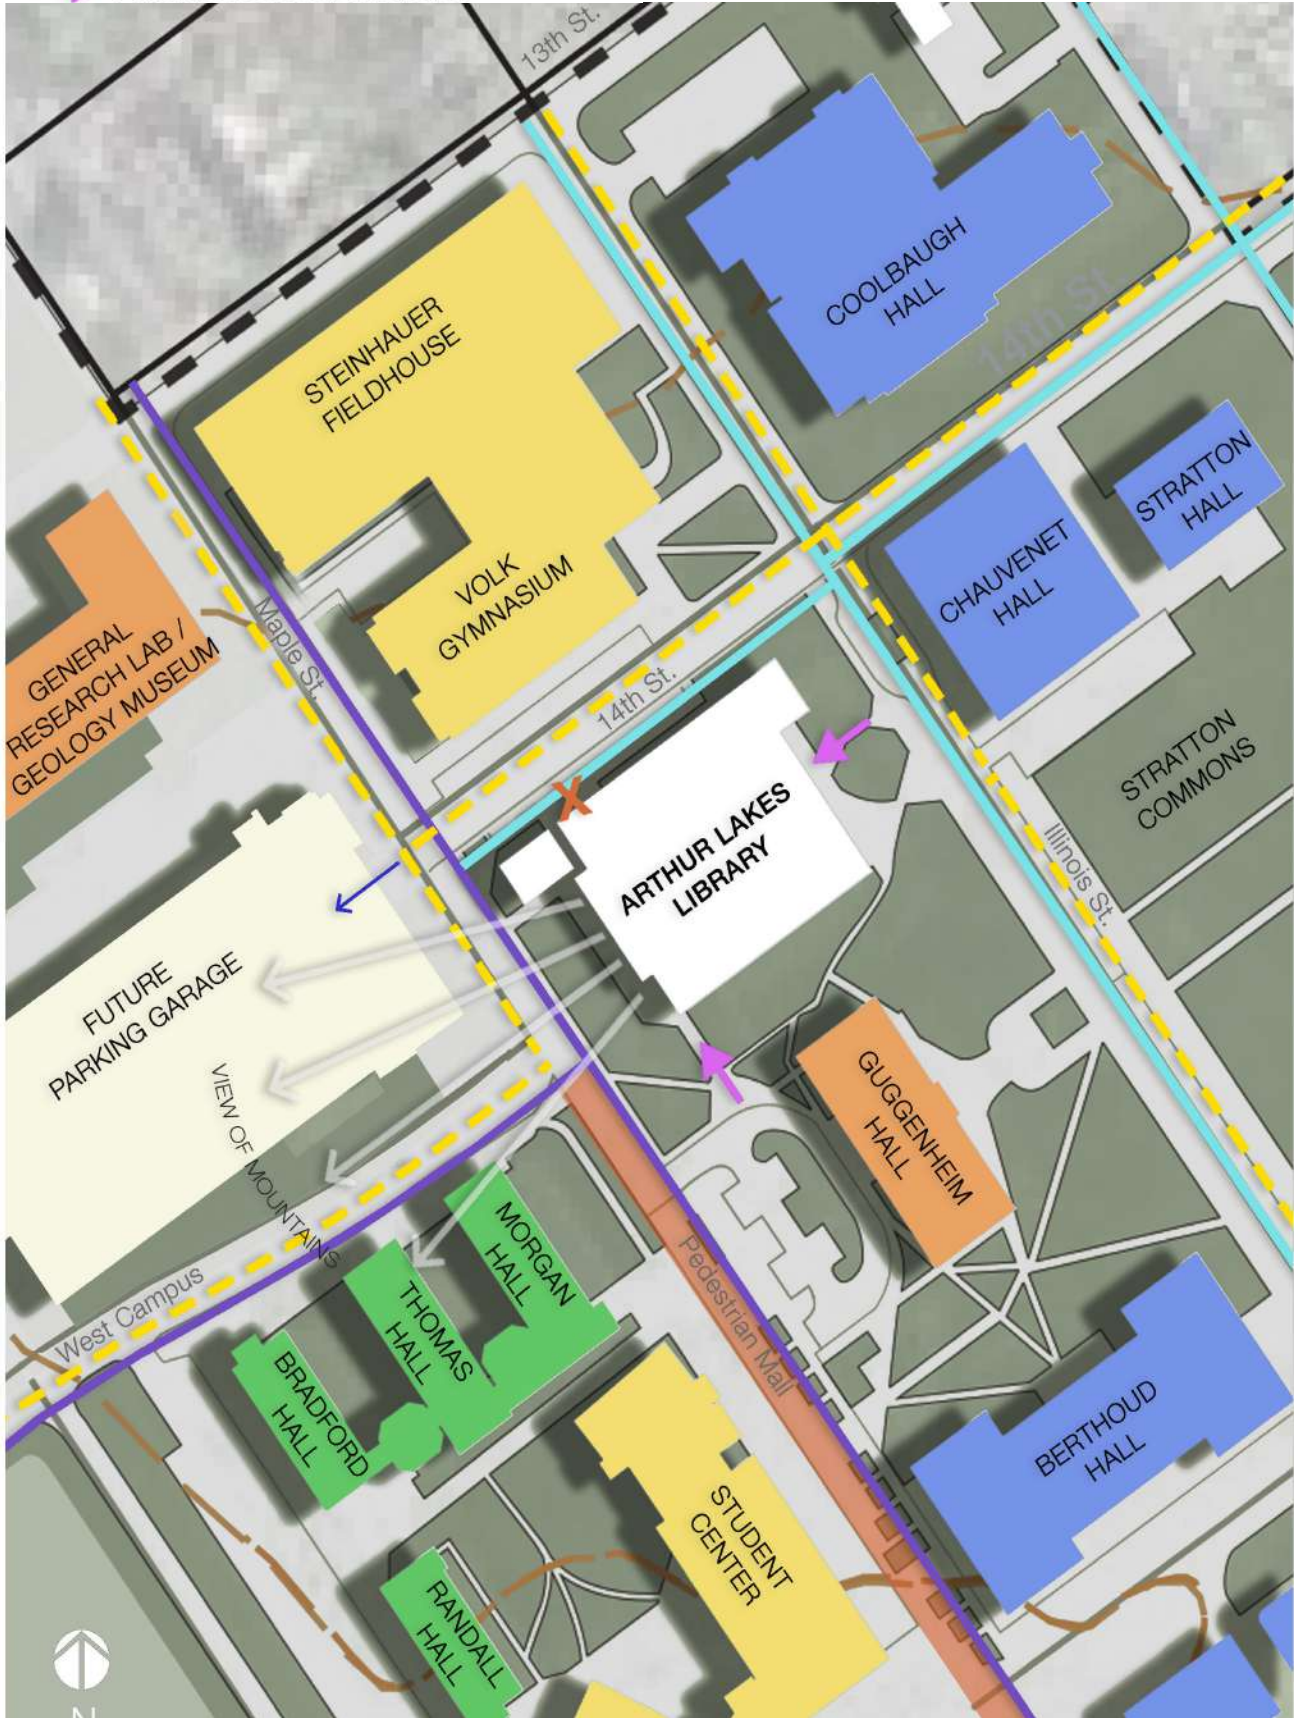 13th St.
STEINHAUER
FIELDHOUSE
COOLBAUGH
HALL
14th St.
STRATTON
HALL
CHAUVENET
HALL
VOLK
GYMNASIUM
Maple St.
GENERAL
RESEARCH LAB /
GEOLOGY MUSEUM
14th St.
X
ARTHUR LAKES
LIBRARY
STRATTON
COMMONS
Illinois St.
FUTURE
PARKING GARAGE
VIEW OF MOUNTAINS
GUGGENHEIM
HALL
West Campus
MORGAN
HALL
THOMAS
HALL
BRADFORD
HALL
Pedestrian Mall
BERTHOUD
HALL
STUDENT
CENTER
RANDALL
HALL
N